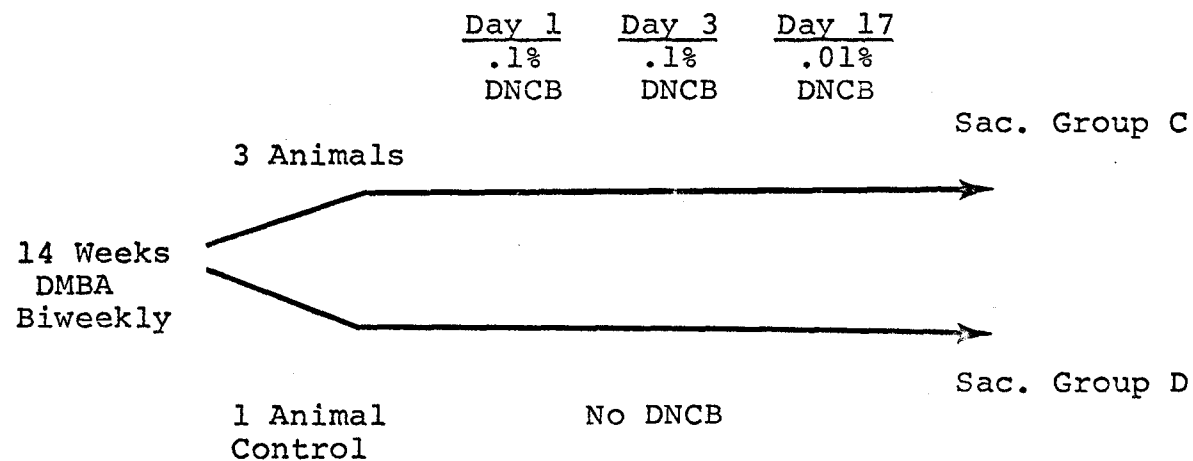 Day 1 Day 3 Day 17
.1% .1% .01%
DNCB DNCB DNCB
Sac. Group C
3 Animals
14 Weeks
DMBA
Biweekly
Sac. Group D
1 Animal No DNCB
Control